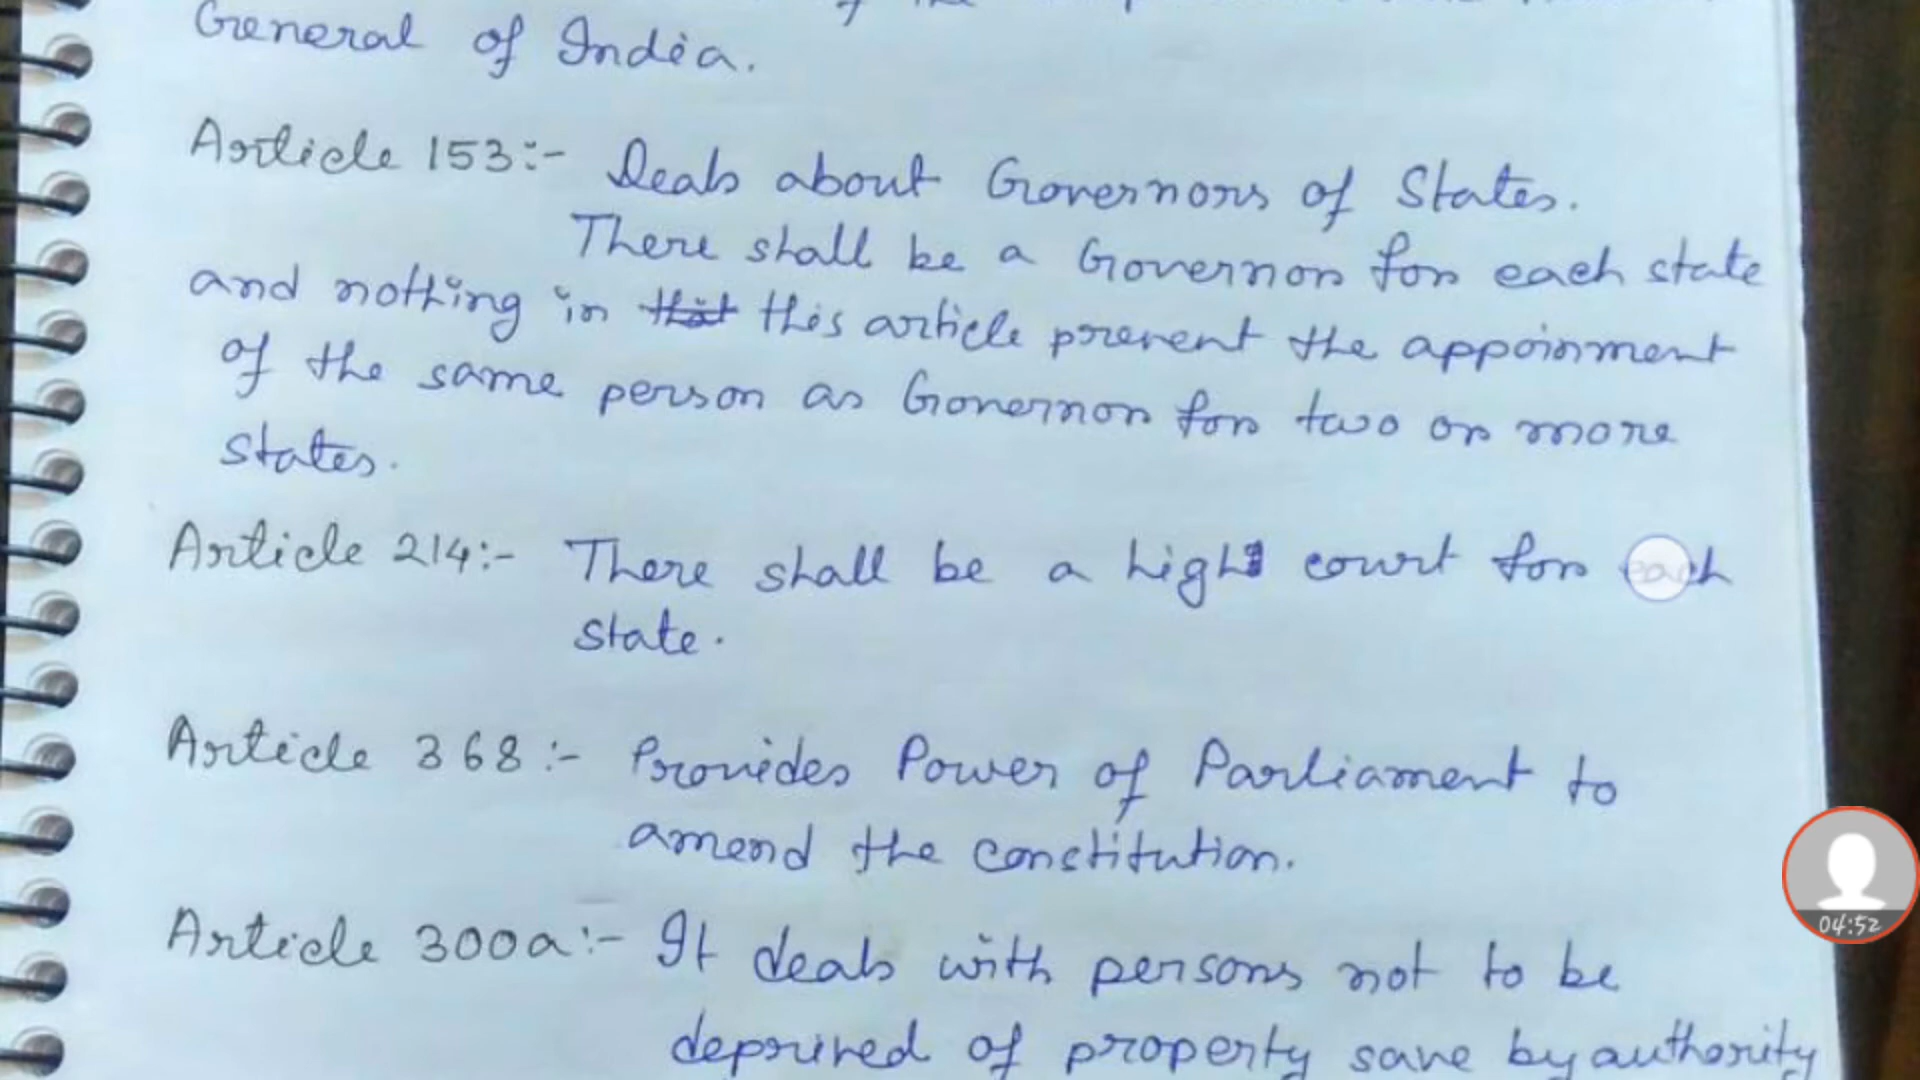 General of India.
Article 153:- Deals about Governors of States.
There shall be a Governor for each state
and nothing in that this article prevent the appoinment
of the same person as Governor for two or more
states.
Article 214:- There shall be a high court for each
state.
Article 368:- Provides Power of Parliament to
amend the constitution.
Article 300a:- It deals with persons not to be
deprived of property save by authority
04:52